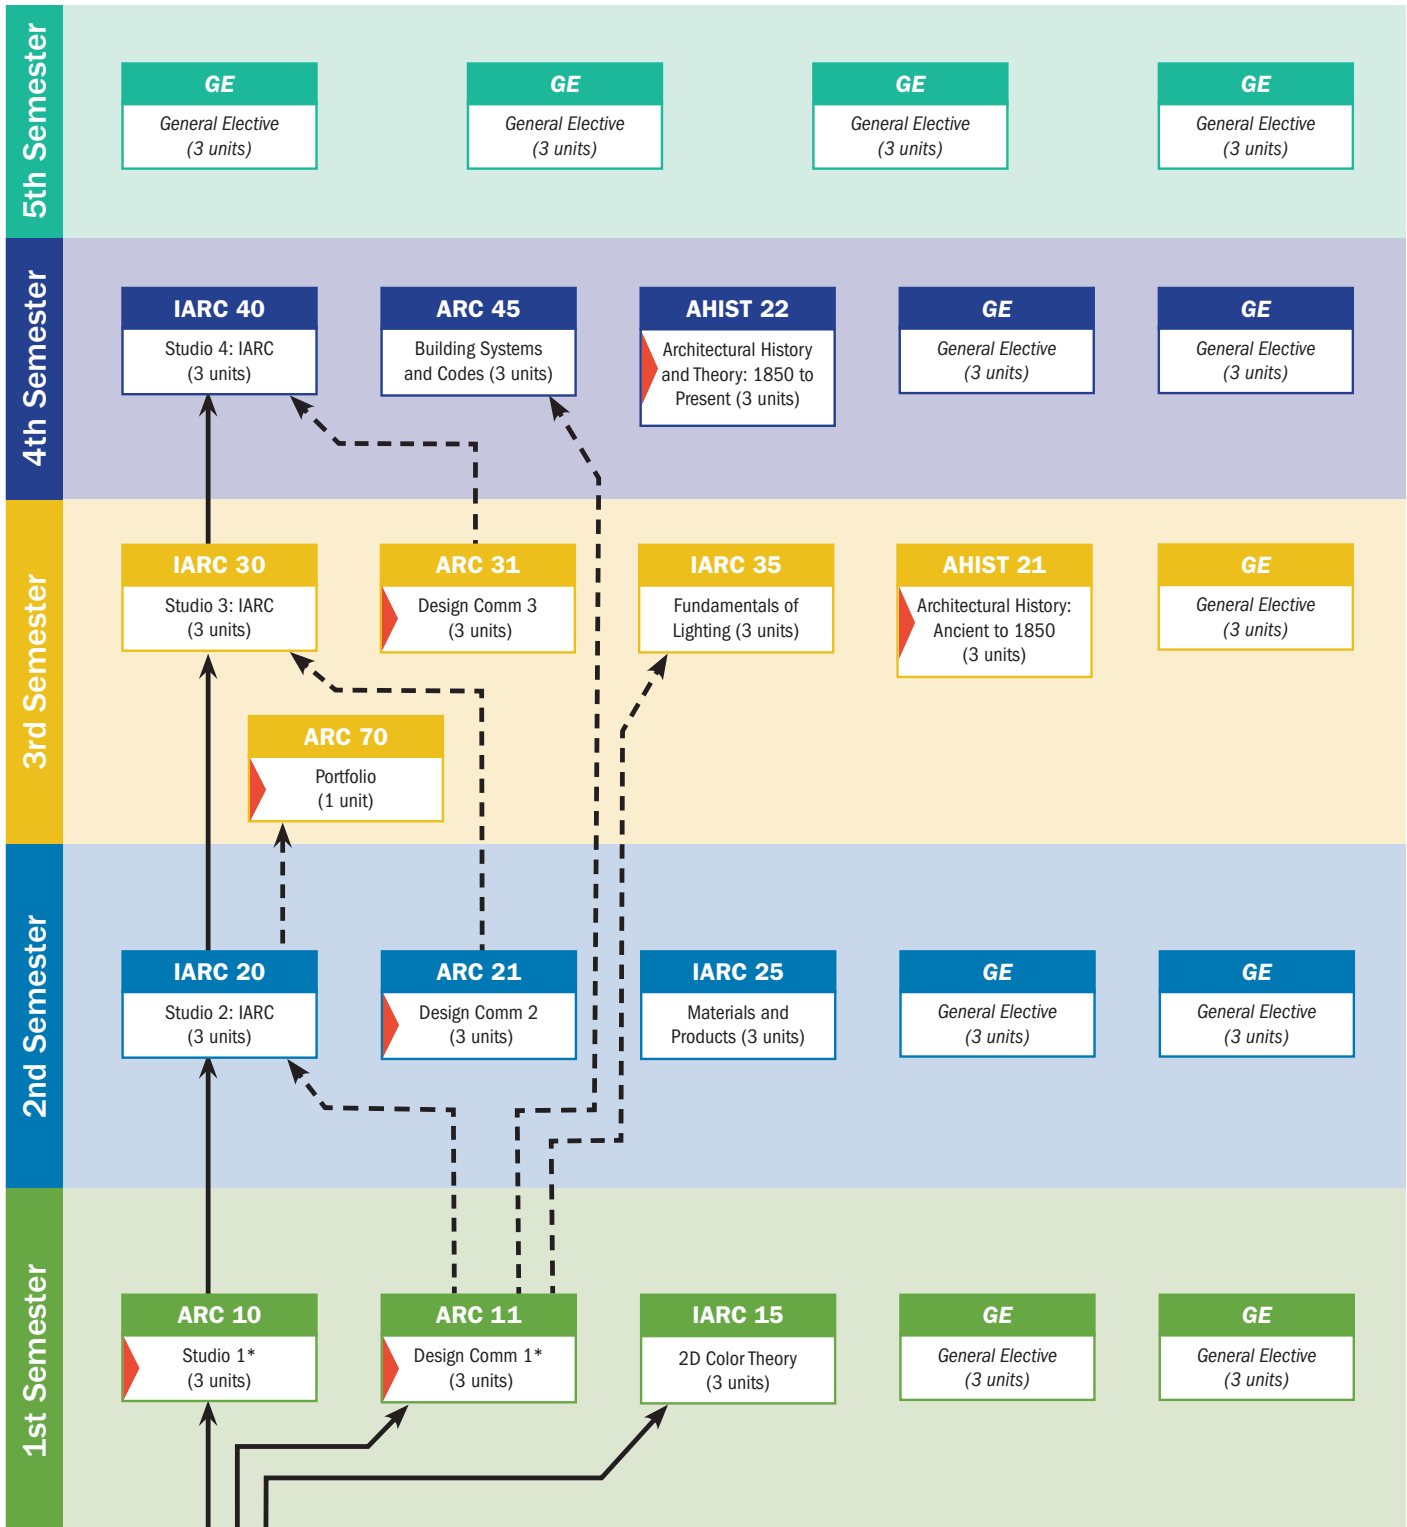 5th Semester
GE
General Elective
(3 units)
GE
General Elective
(3 units)
GE
General Elective
(3 units)
GE
General Elective
(3 units)
4th Semester
IARC 40
Studio 4: IARC
(3 units)
ARC 45
Building Systems
and Codes (3 units)
AHIST 22
Architectural History
and Theory: 1850 to
Present (3 units)
GE
General Elective
(3 units)
GE
General Elective
(3 units)
3rd Semester
IARC 30
Studio 3: IARC
(3 units)
ARC 31
Design Comm 3
(3 units)
IARC 35
Fundamentals of
Lighting (3 units)
AHIST 21
Architectural History:
Ancient to 1850
(3 units)
GE
General Elective
(3 units)
ARC 70
Portfolio
(1 unit)
2nd Semester
IARC 20
Studio 2: IARC
(3 units)
ARC 21
Design Comm 2
(3 units)
IARC 25
Materials and
Products (3 units)
GE
General Elective
(3 units)
GE
General Elective
(3 units)
1st Semester
ARC 10
Studio 1*
(3 units)
ARC 11
Design Comm 1*
(3 units)
IARC 15
2D Color Theory
(3 units)
GE
General Elective
(3 units)
GE
General Elective
(3 units)